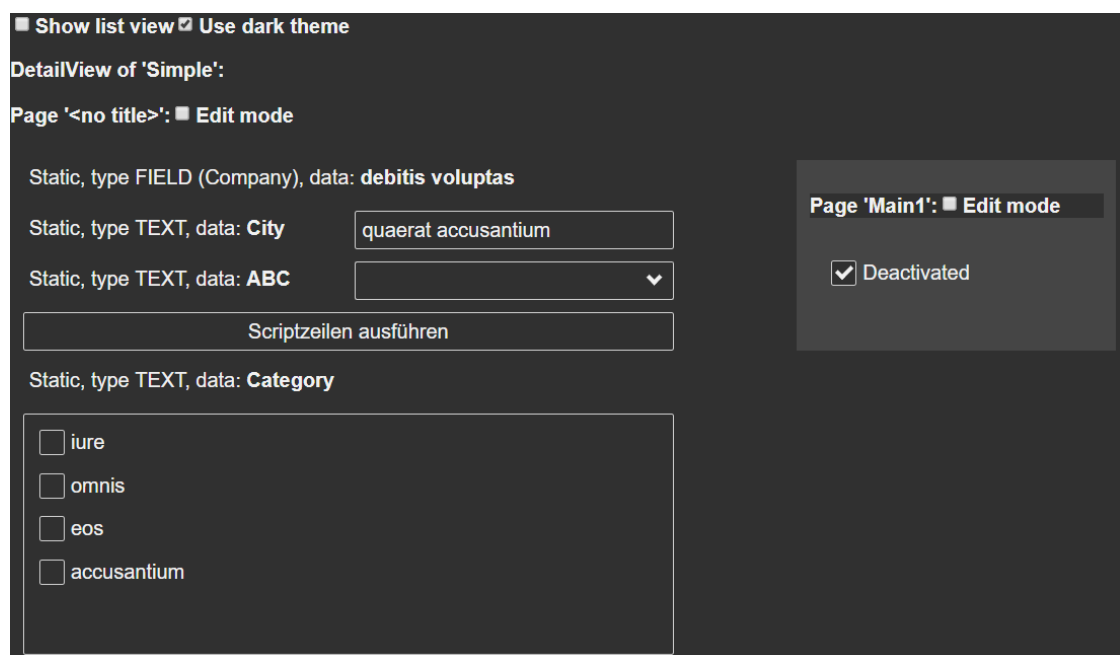 Show list view Use dark theme
DetailView of 'Simple':
Page '<no title>': Edit mode
Static, type FIELD (Company), data: debitis voluptas
Static, type TEXT, data: City quaerat accusantium
Static, type TEXT, data: ABC
Scriptzeilen ausführen
Static, type TEXT, data: Category
iure
omnis
eos
accusantium
Page 'Main1': Edit mode
Deactivated